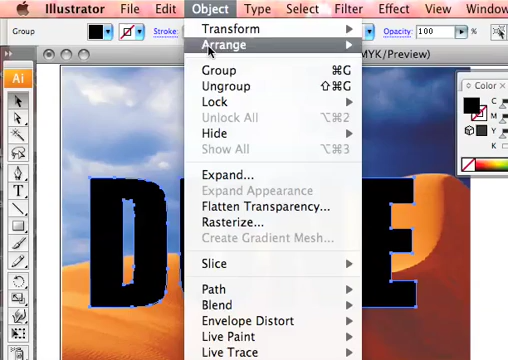 Illustrator File Edit Object Type Select Filter Effect View Window
Group Stroke: Opacity: 100 %
MYK/Preview)
Ai
Transform
Arrange
Group ⌘G
Ungroup ⇧⌘G
Lock
Unlock All ⌥⌘2
Hide
Show All ⌥⌘3
Expand...
Expand Appearance
Flatten Transparency...
Rasterize...
Create Gradient Mesh...
Slice
Path
Blend
Envelope Distort
Live Paint
Live Trace
Color
C
M
Y
K
D E